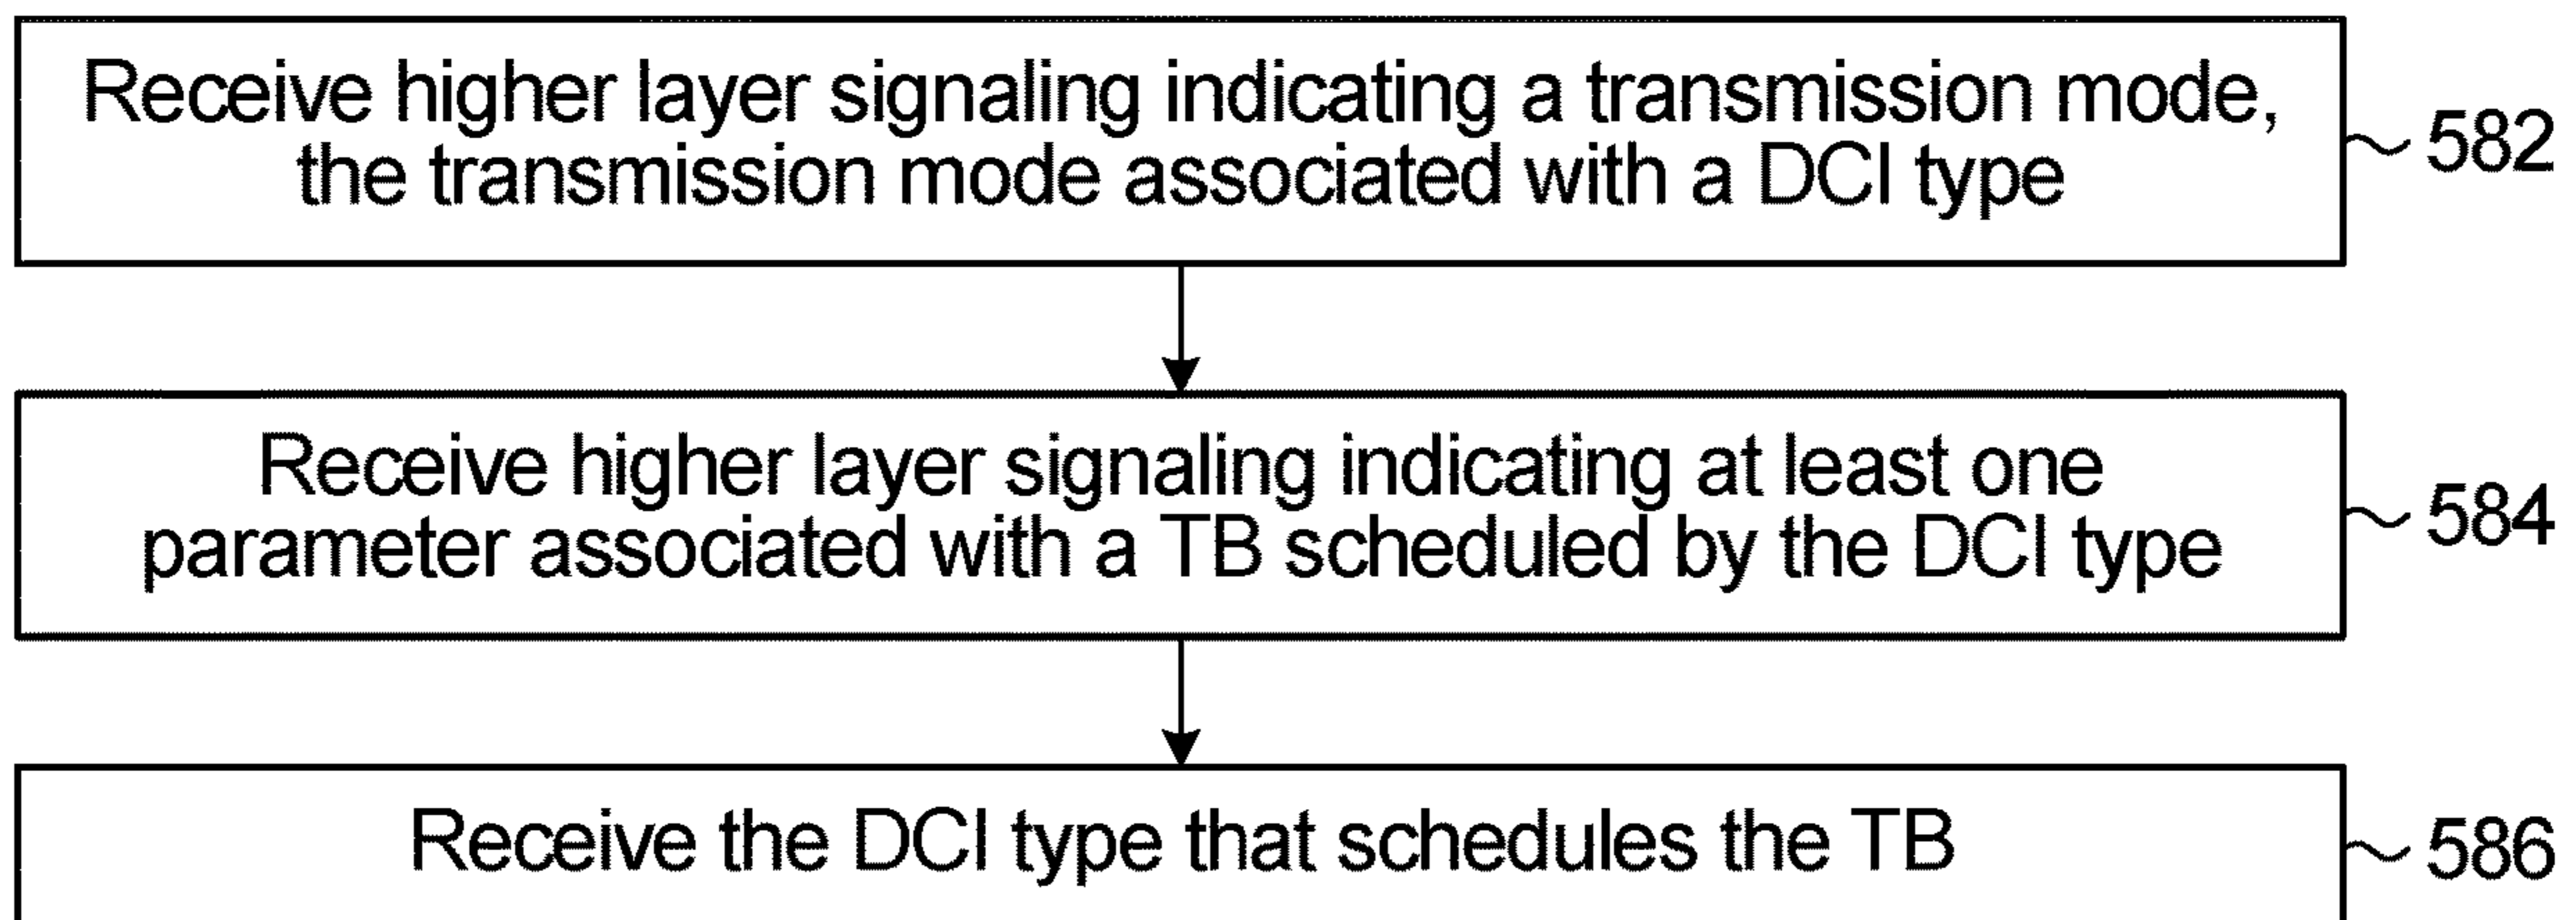 Receive higher layer signaling indicating a transmission mode,
the transmission mode associated with a DCI type
582
Receive higher layer signaling indicating at least one
parameter associated with a TB scheduled by the DCI type
584
Receive the DCI type that schedules the TB
586